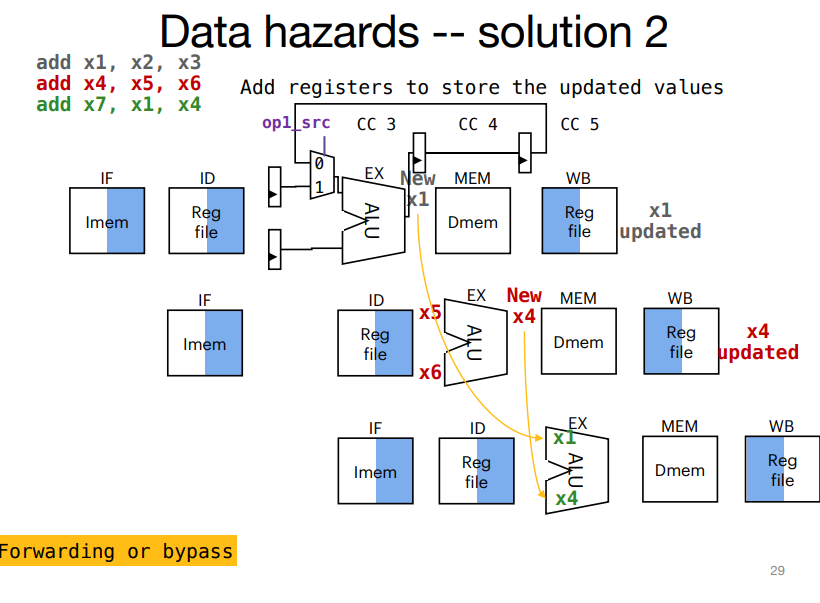 Data hazards -- solution 2
add x1, x2, x3
add x4, x5, x6
add x7, x1, x4
Add registers to store the updated values
op1_src
CC 3
CC 4
CC 5
0
1
IF
ID
EX
New
x1
MEM
WB
Imem
Reg
file
ALU
Dmem
Reg
file
x1
updated
IF
ID
x5
EX
New
x4
MEM
WB
Imem
Reg
file
x6
ALU
Dmem
Reg
file
x4
updated
IF
ID
EX
MEM
WB
Imem
Reg
file
x1
ALU
x4
Dmem
Reg
file
Forwarding or bypass
29